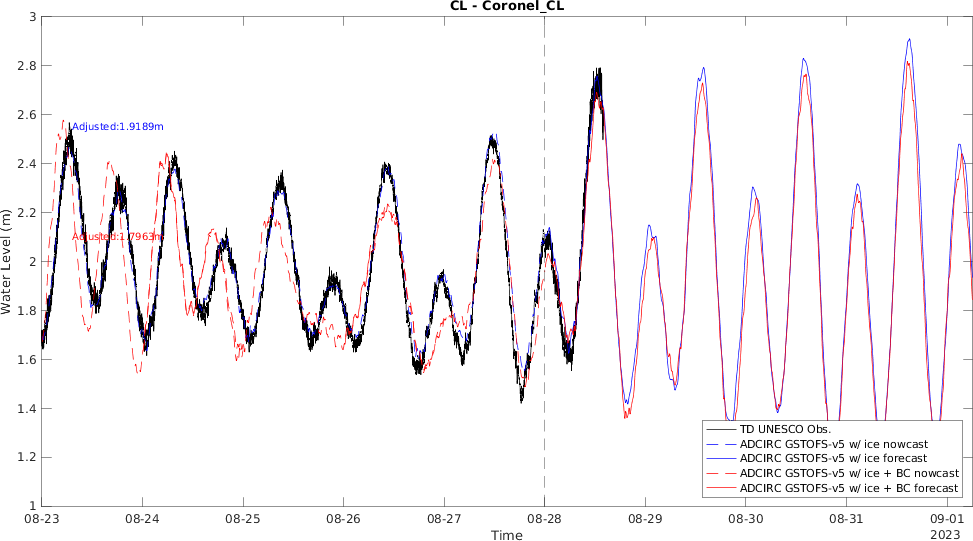 CL - Coronel_CL
3
2.8
2.6
2.4
2.2
2
1.8
1.6
1.4
1.2
1
Water Level (m)
Adjusted:1.9189m
Adjusted:1.7963m
TD UNESCO Obs.
ADCIRC GSTOFS-v5 w/ ice nowcast
ADCIRC GSTOFS-v5 w/ ice forecast
ADCIRC GSTOFS-v5 w/ ice + BC nowcast
ADCIRC GSTOFS-v5 w/ ice + BC forecast
08-23 08-24 08-25 08-26 08-27 08-28 08-29 08-30 08-31 09-01
2023
Time